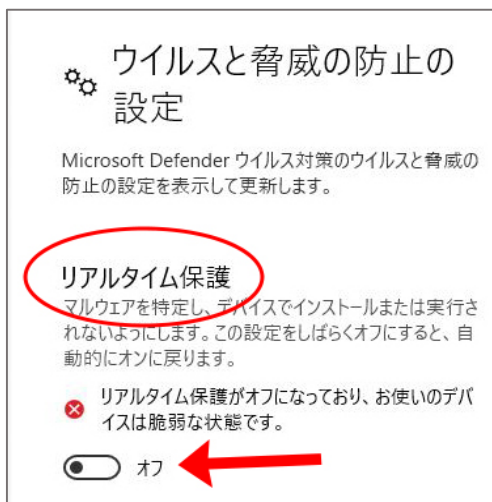 ウイルスと脅威の防止の
設定
Microsoft Defender ウイルス対策のウイルスと脅威の
防止の設定を表示して更新します。
リアルタイム保護
マルウェアを特定し、デバイスでインストールまたは実行さ
れないようにします。この設定をしばらくオフにすると、自
動的にオンに戻ります。
リアルタイム保護がオフになっており、お使いのデバ
イスは脆弱な状態です。
オフ